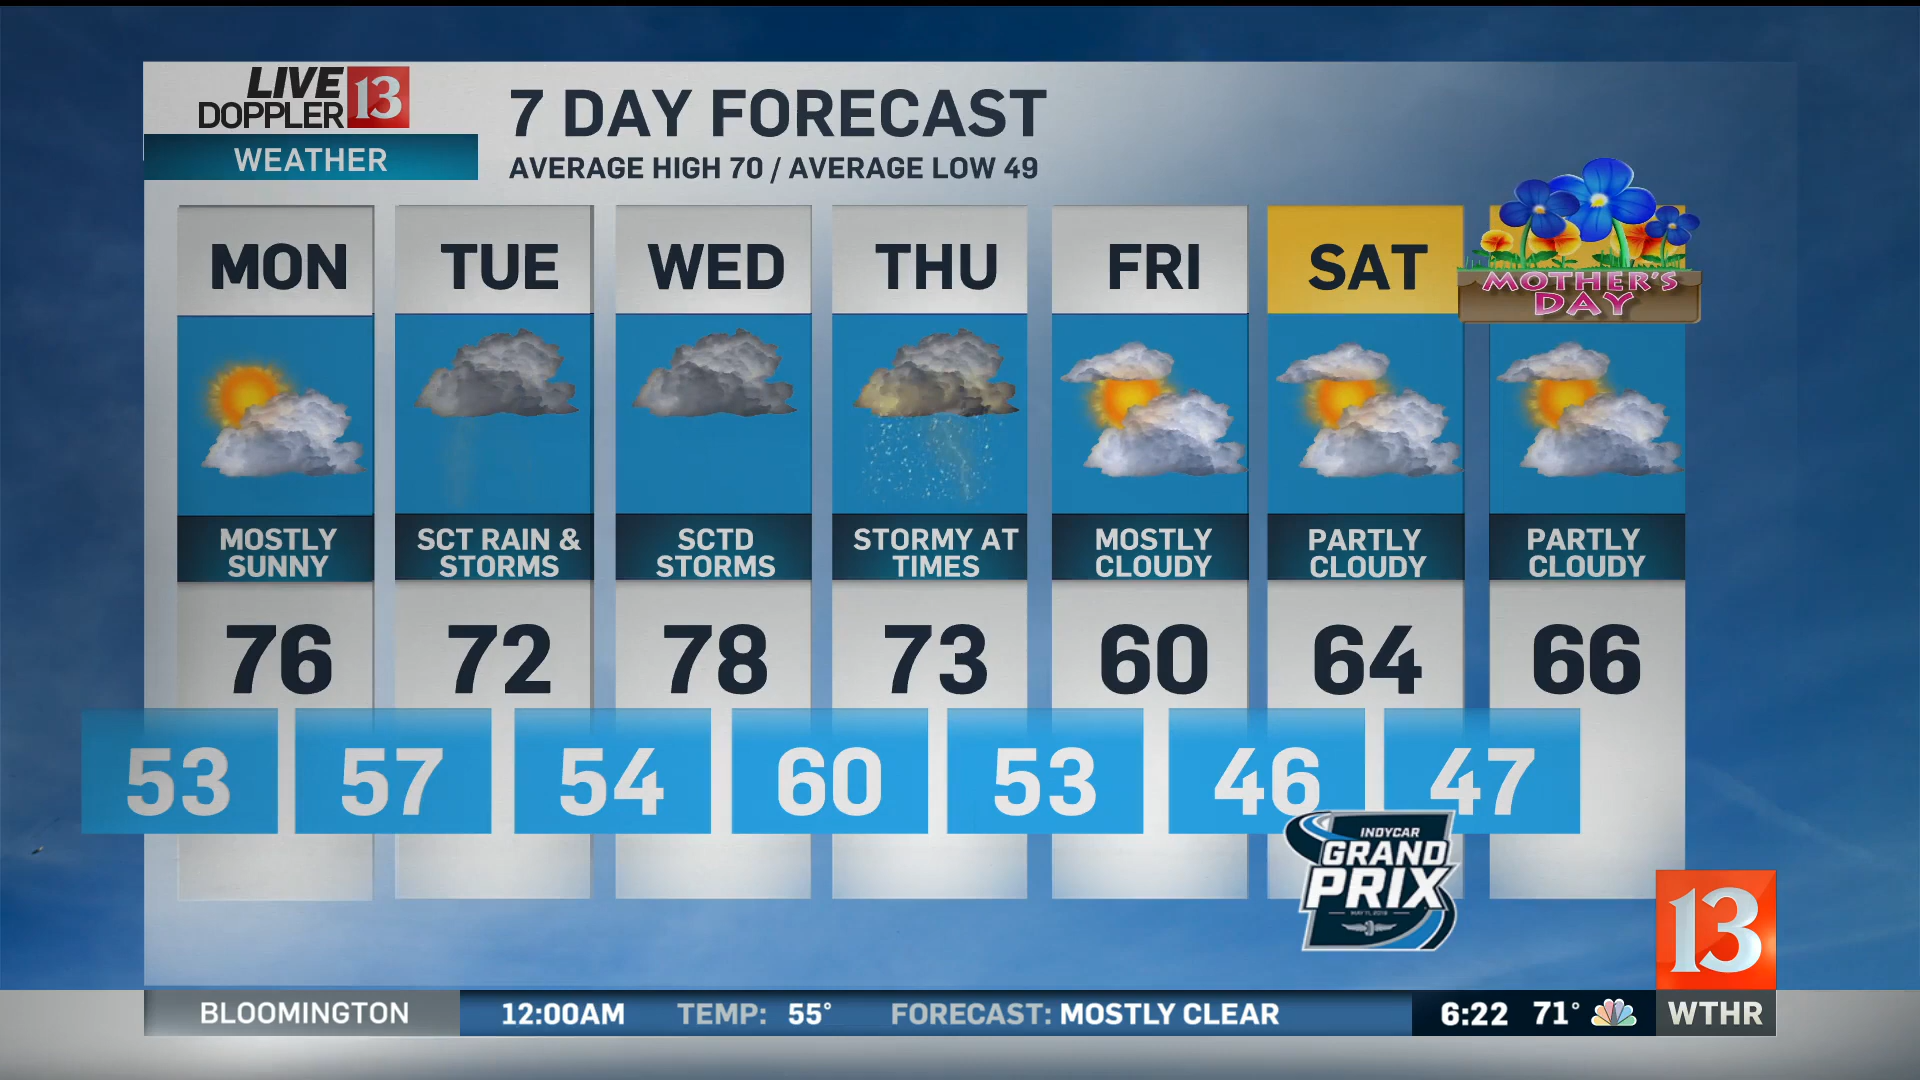 LIVE
DOPPLER 13
WEATHER
7 DAY FORECAST
AVERAGE HIGH 70 / AVERAGE LOW 49
MON TUE WED THU FRI SAT MOTHER'S
DAY
MOSTLY SCT RAIN & SCTD STORMY AT MOSTLY PARTLY PARTLY
SUNNY STORMS STORMS TIMES CLOUDY CLOUDY CLOUDY
76 72 78 73 60 64 66
53 57 54 60 53 46 47
INDYCAR
GRAND
PRIX
MAY 11, 2019
13
BLOOMINGTON 12:00AM TEMP: 55° FORECAST: MOSTLY CLEAR 6:22 71° WTHR